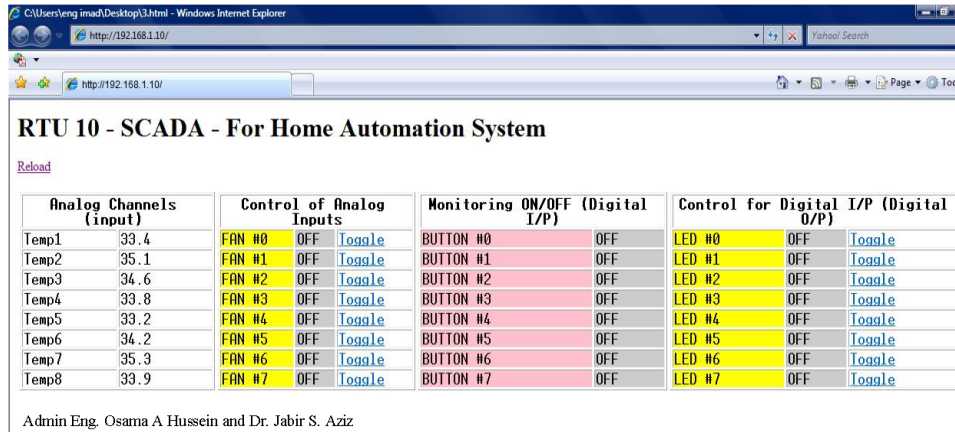 C:\Users\eng imad\Desktop\3.html - Windows Internet Explorer
http://192.168.1.10/ Yahoo! Search
http://192.168.1.10/ Page
RTU 10 - SCADA - For Home Automation System
Reload
Analog Channels (input) Control of Analog Inputs Monitoring ON/OFF (Digital I/P) Control for Digital I/P (Digital O/P)
Temp1 33.4 FAN #0 OFF Toggle BUTTON #0 OFF LED #0 OFF Toggle
Temp2 35.1 FAN #1 OFF Toggle BUTTON #1 OFF LED #1 OFF Toggle
Temp3 34.6 FAN #2 OFF Toggle BUTTON #2 OFF LED #2 OFF Toggle
Temp4 33.8 FAN #3 OFF Toggle BUTTON #3 OFF LED #3 OFF Toggle
Temp5 33.2 FAN #4 OFF Toggle BUTTON #4 OFF LED #4 OFF Toggle
Temp6 34.2 FAN #5 OFF Toggle BUTTON #5 OFF LED #5 OFF Toggle
Temp7 35.3 FAN #6 OFF Toggle BUTTON #6 OFF LED #6 OFF Toggle
Temp8 33.9 FAN #7 OFF Toggle BUTTON #7 OFF LED #7 OFF Toggle
Admin Eng. Osama A Hussein and Dr. Jabir S. Aziz